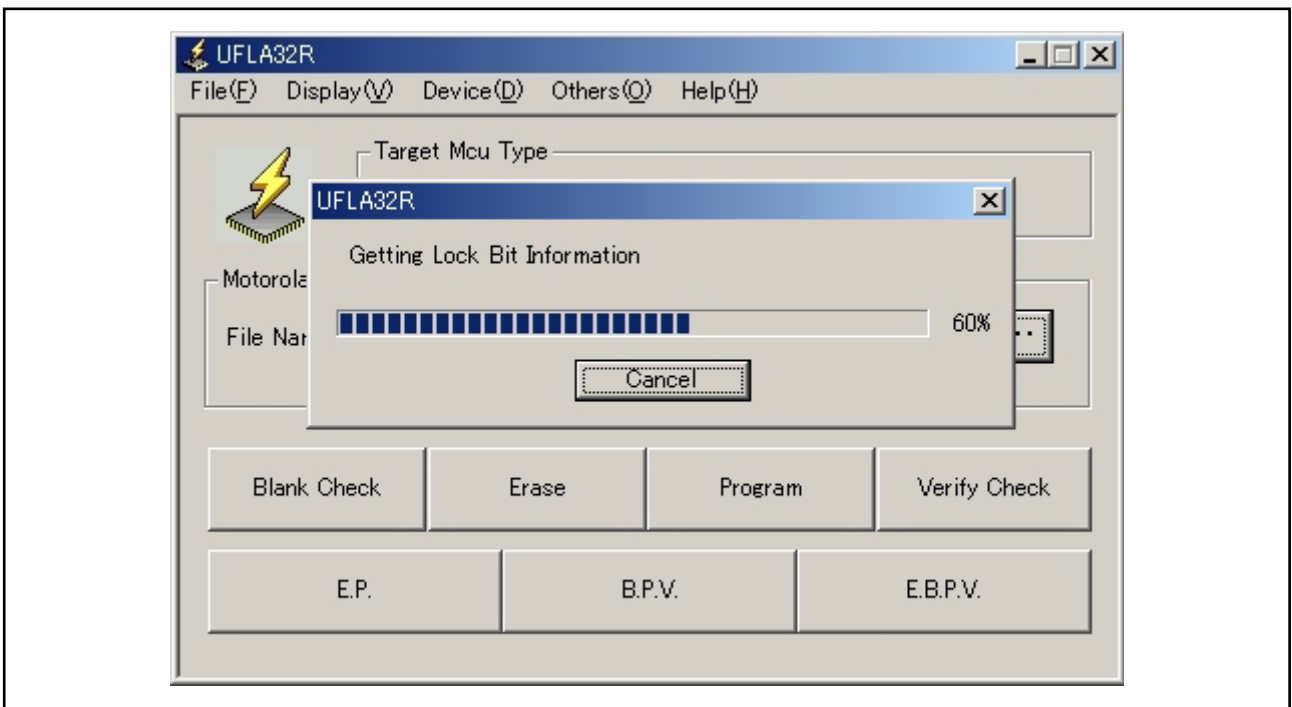 UFLA32R
File(F) Display(V) Device(D) Others(O) Help(H)
Target Mcu Type
UFLA32R
Getting Lock Bit Information
Motorola
File Nar
60%
Cancel
Blank Check Erase Program Verify Check
E.P. B.P.V. E.B.P.V.